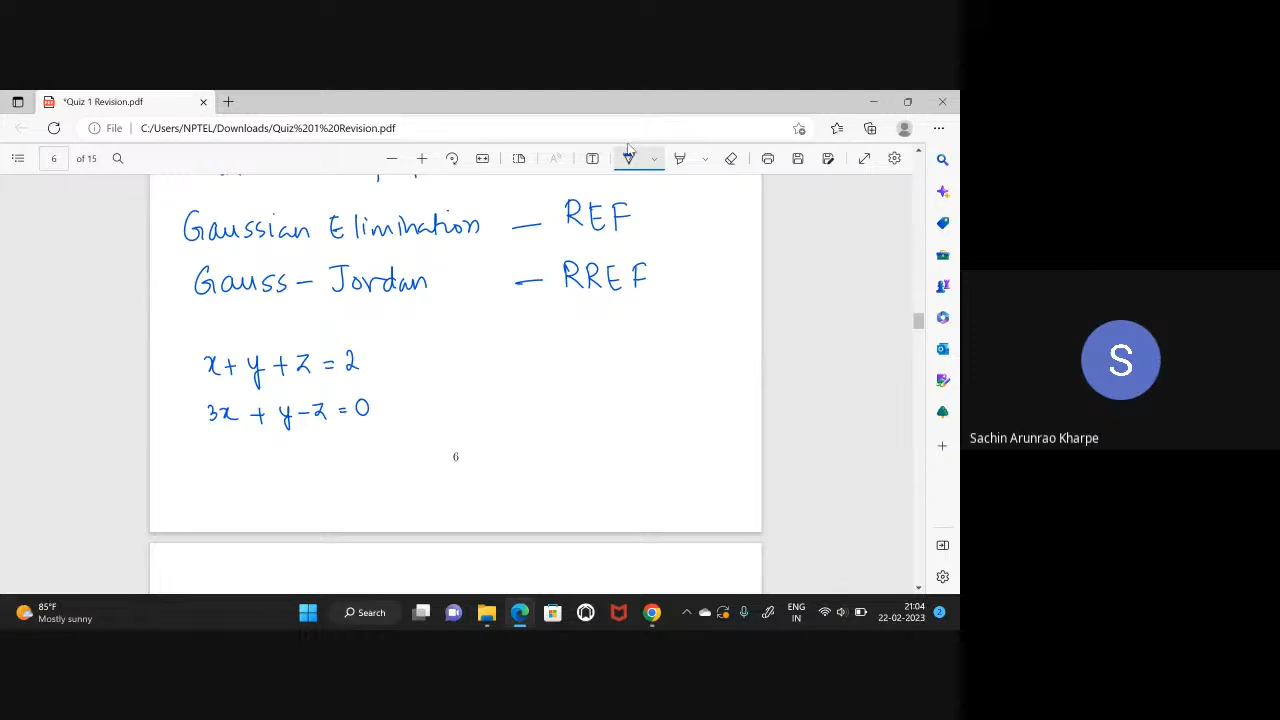 *Quiz 1 Revision.pdf
File C:/Users/NPTEL/Downloads/Quiz%201%20Revision.pdf
6 of 15
Gaussian Elimination — REF
Gauss - Jordan — RREF
x + y + z = 2
3x + y - z = 0
6
S
Sachin Arunrao Kharpe
85°F
Mostly sunny
Search
ENG
IN
21:04
22-02-2023
2